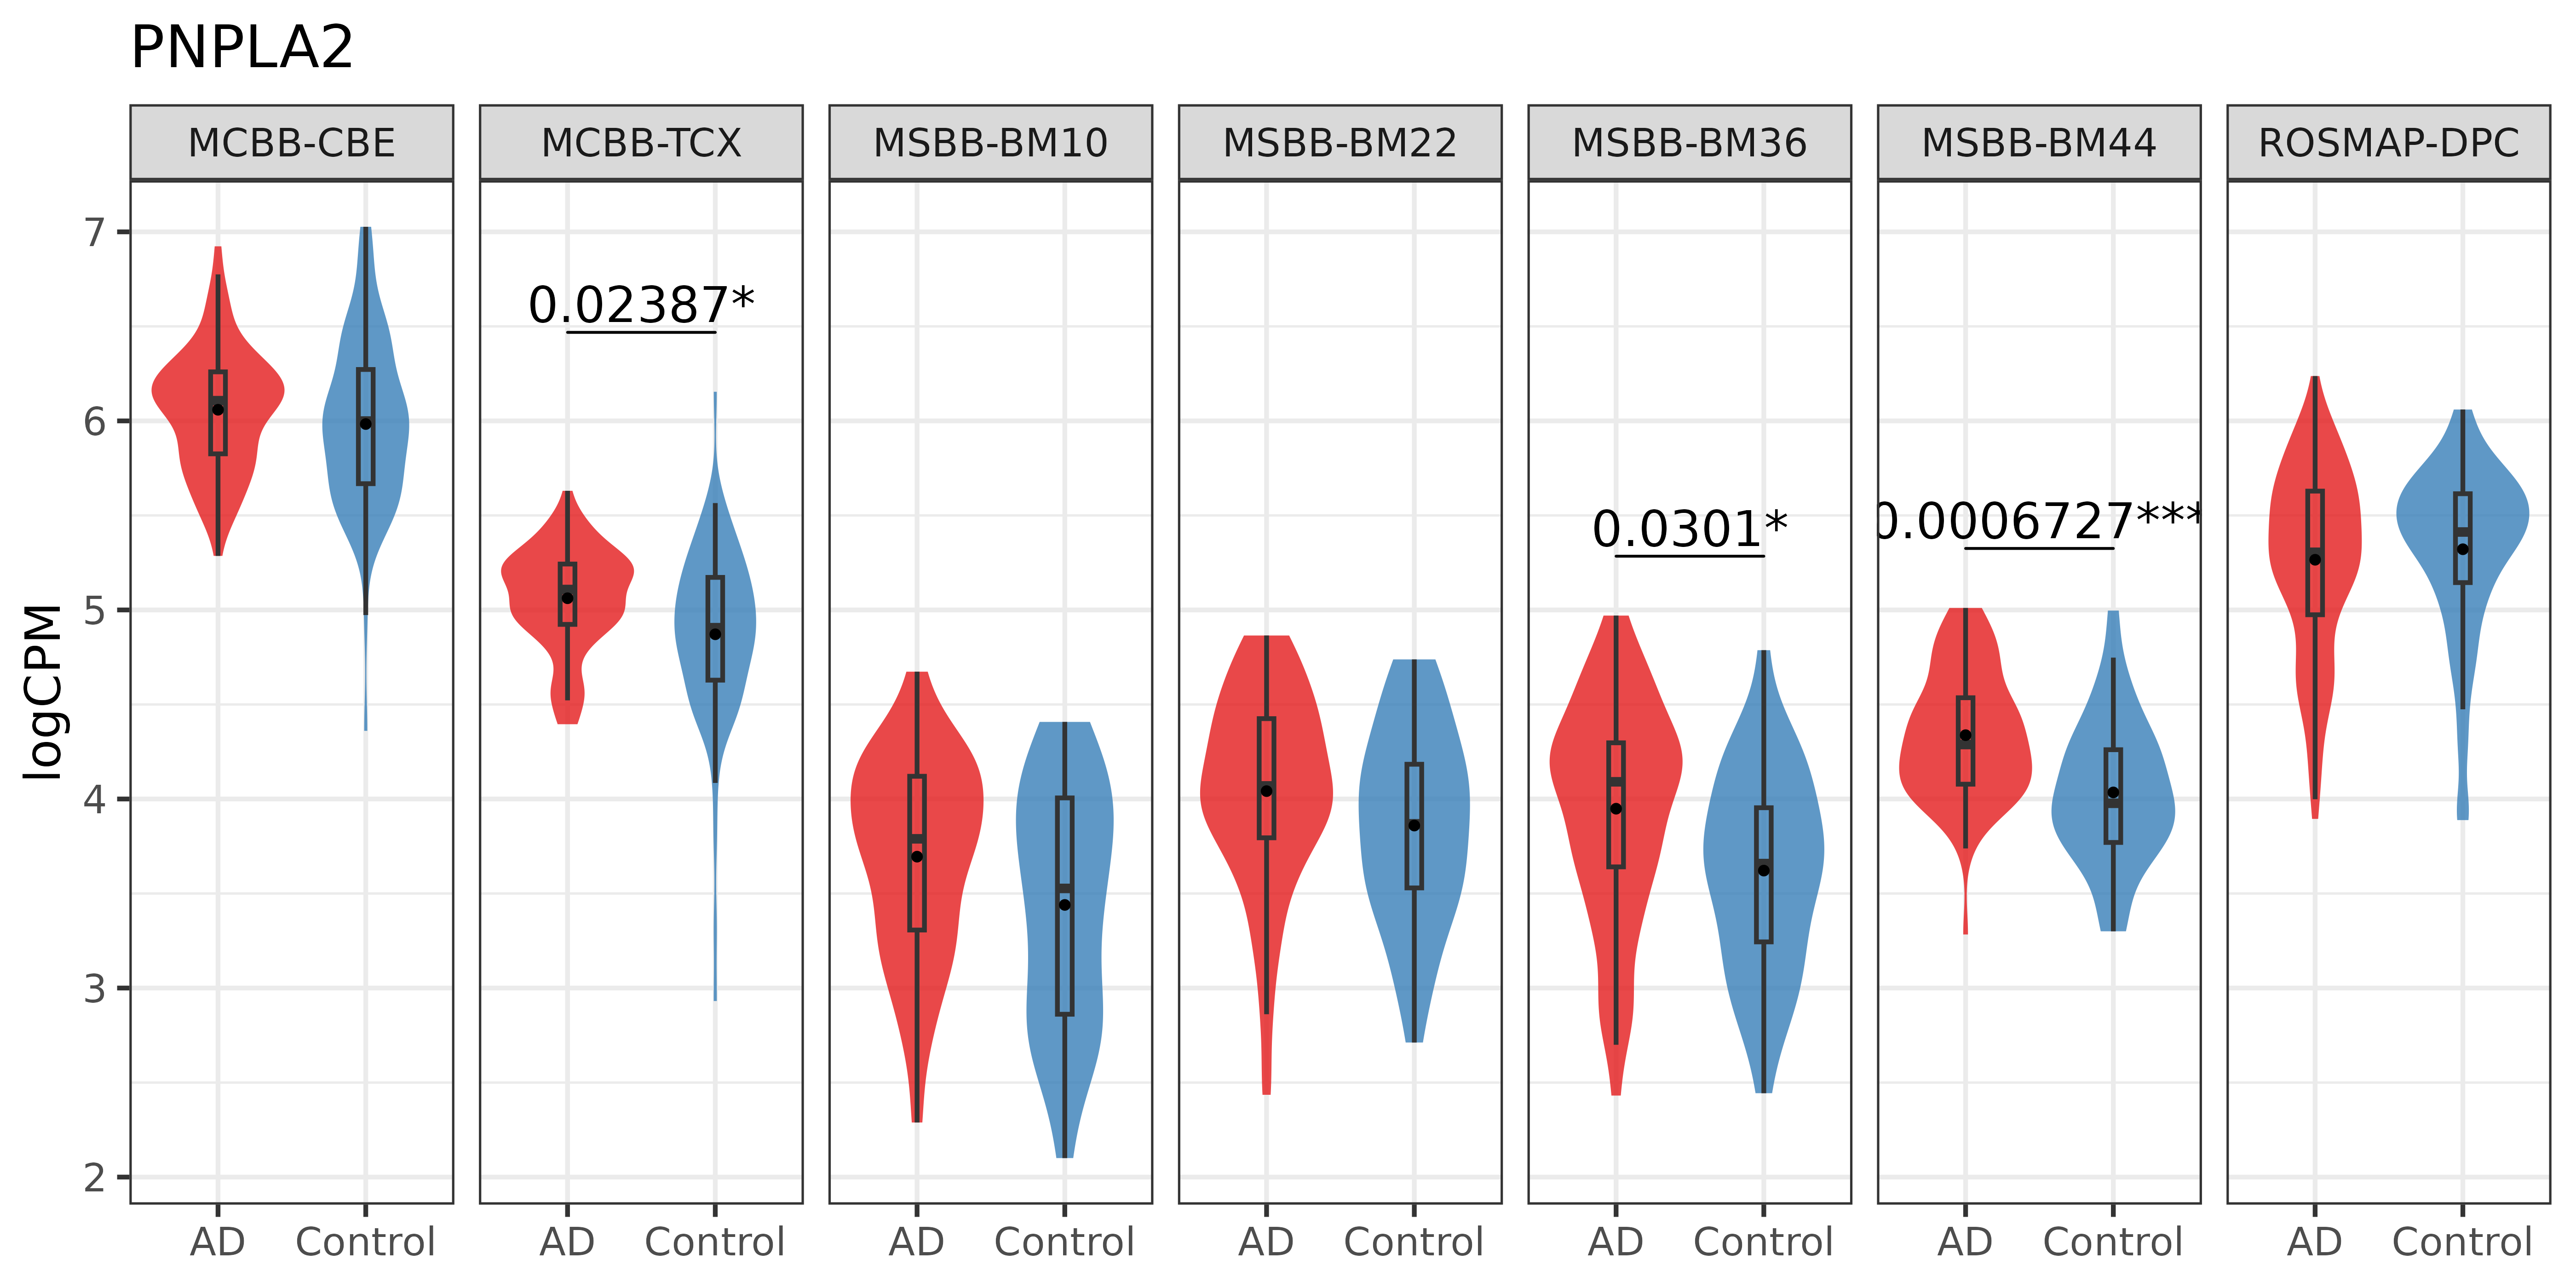 PNPLA2
MCBB-CBE MCBB-TCX MSBB-BM10 MSBB-BM22 MSBB-BM36 MSBB-BM44 ROSMAP-DPC
logCPM
7
6
5
4
3
2
0.02387*
0.0301*
0.0006727***
AD Control AD Control AD Control AD Control AD Control AD Control AD Control